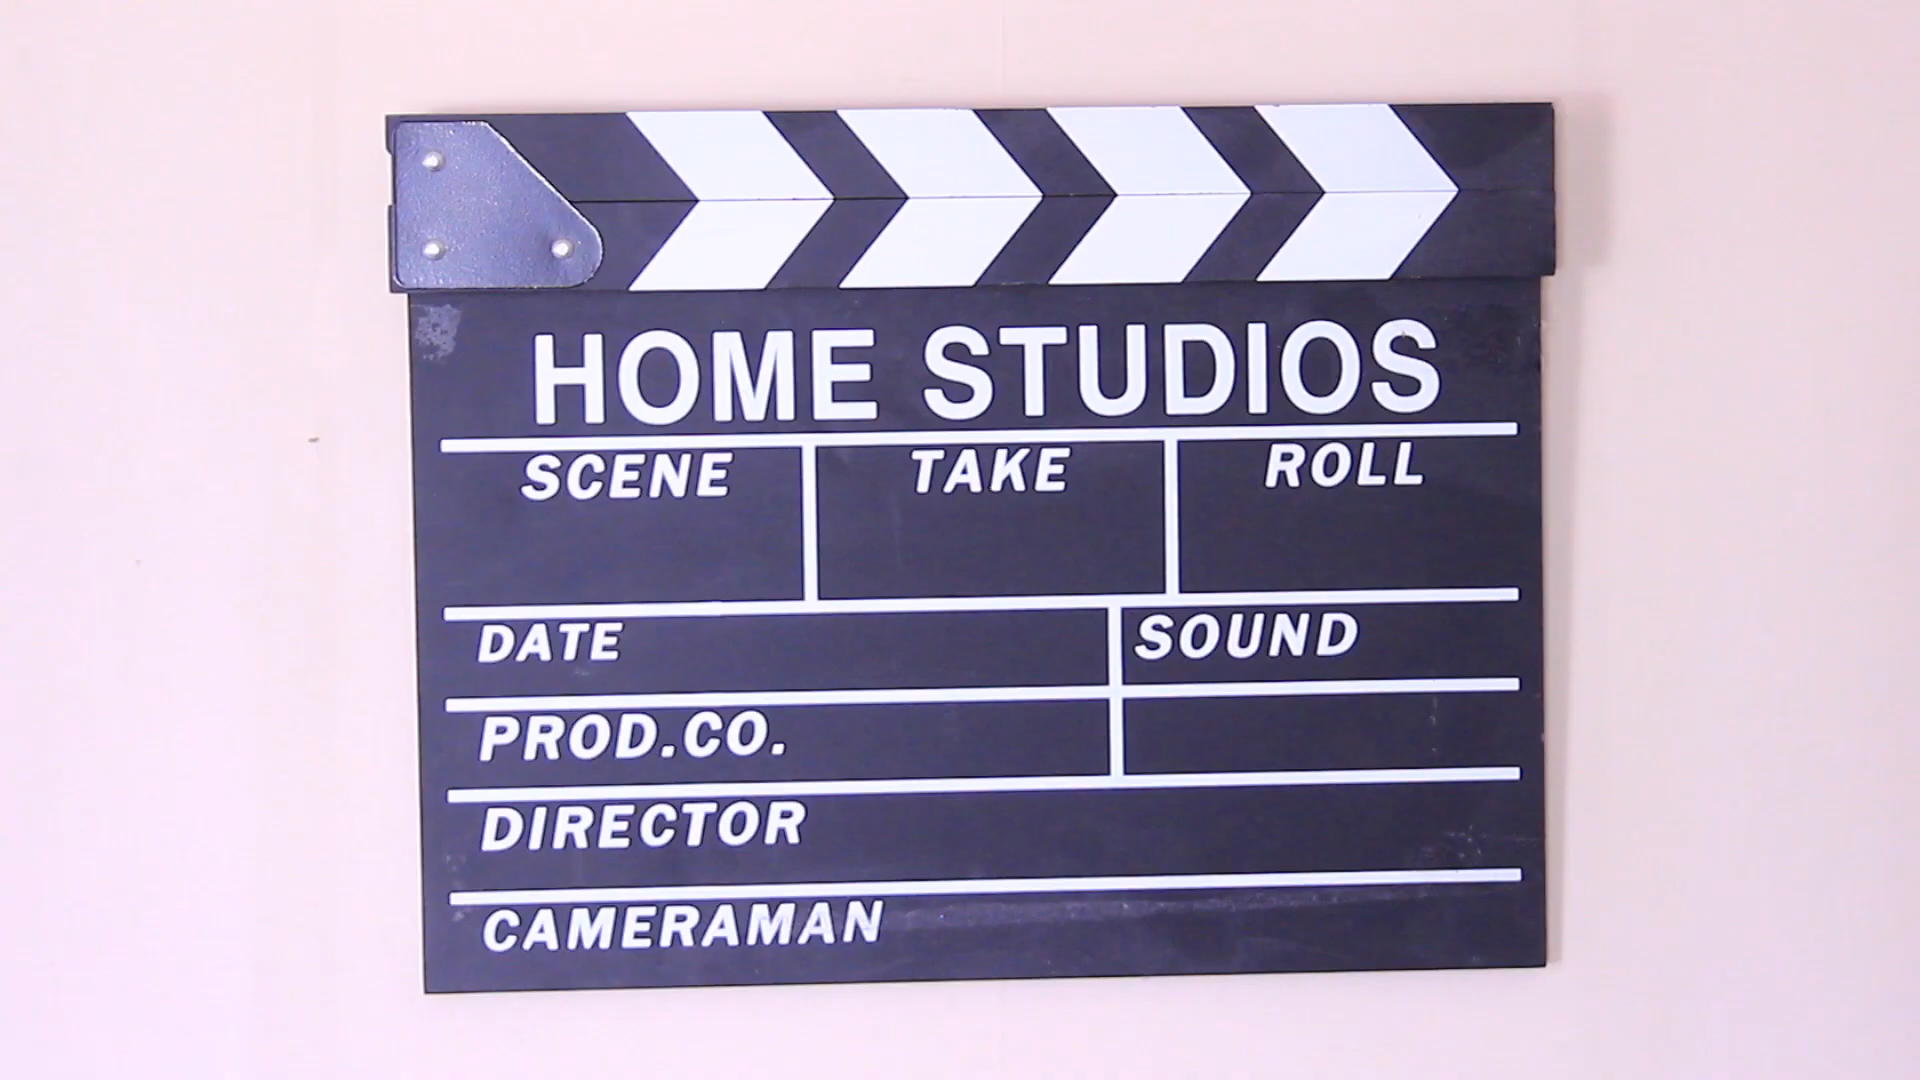 HOME STUDIOS
SCENE TAKE ROLL
DATE SOUND
PROD.CO.
DIRECTOR
CAMERAMAN